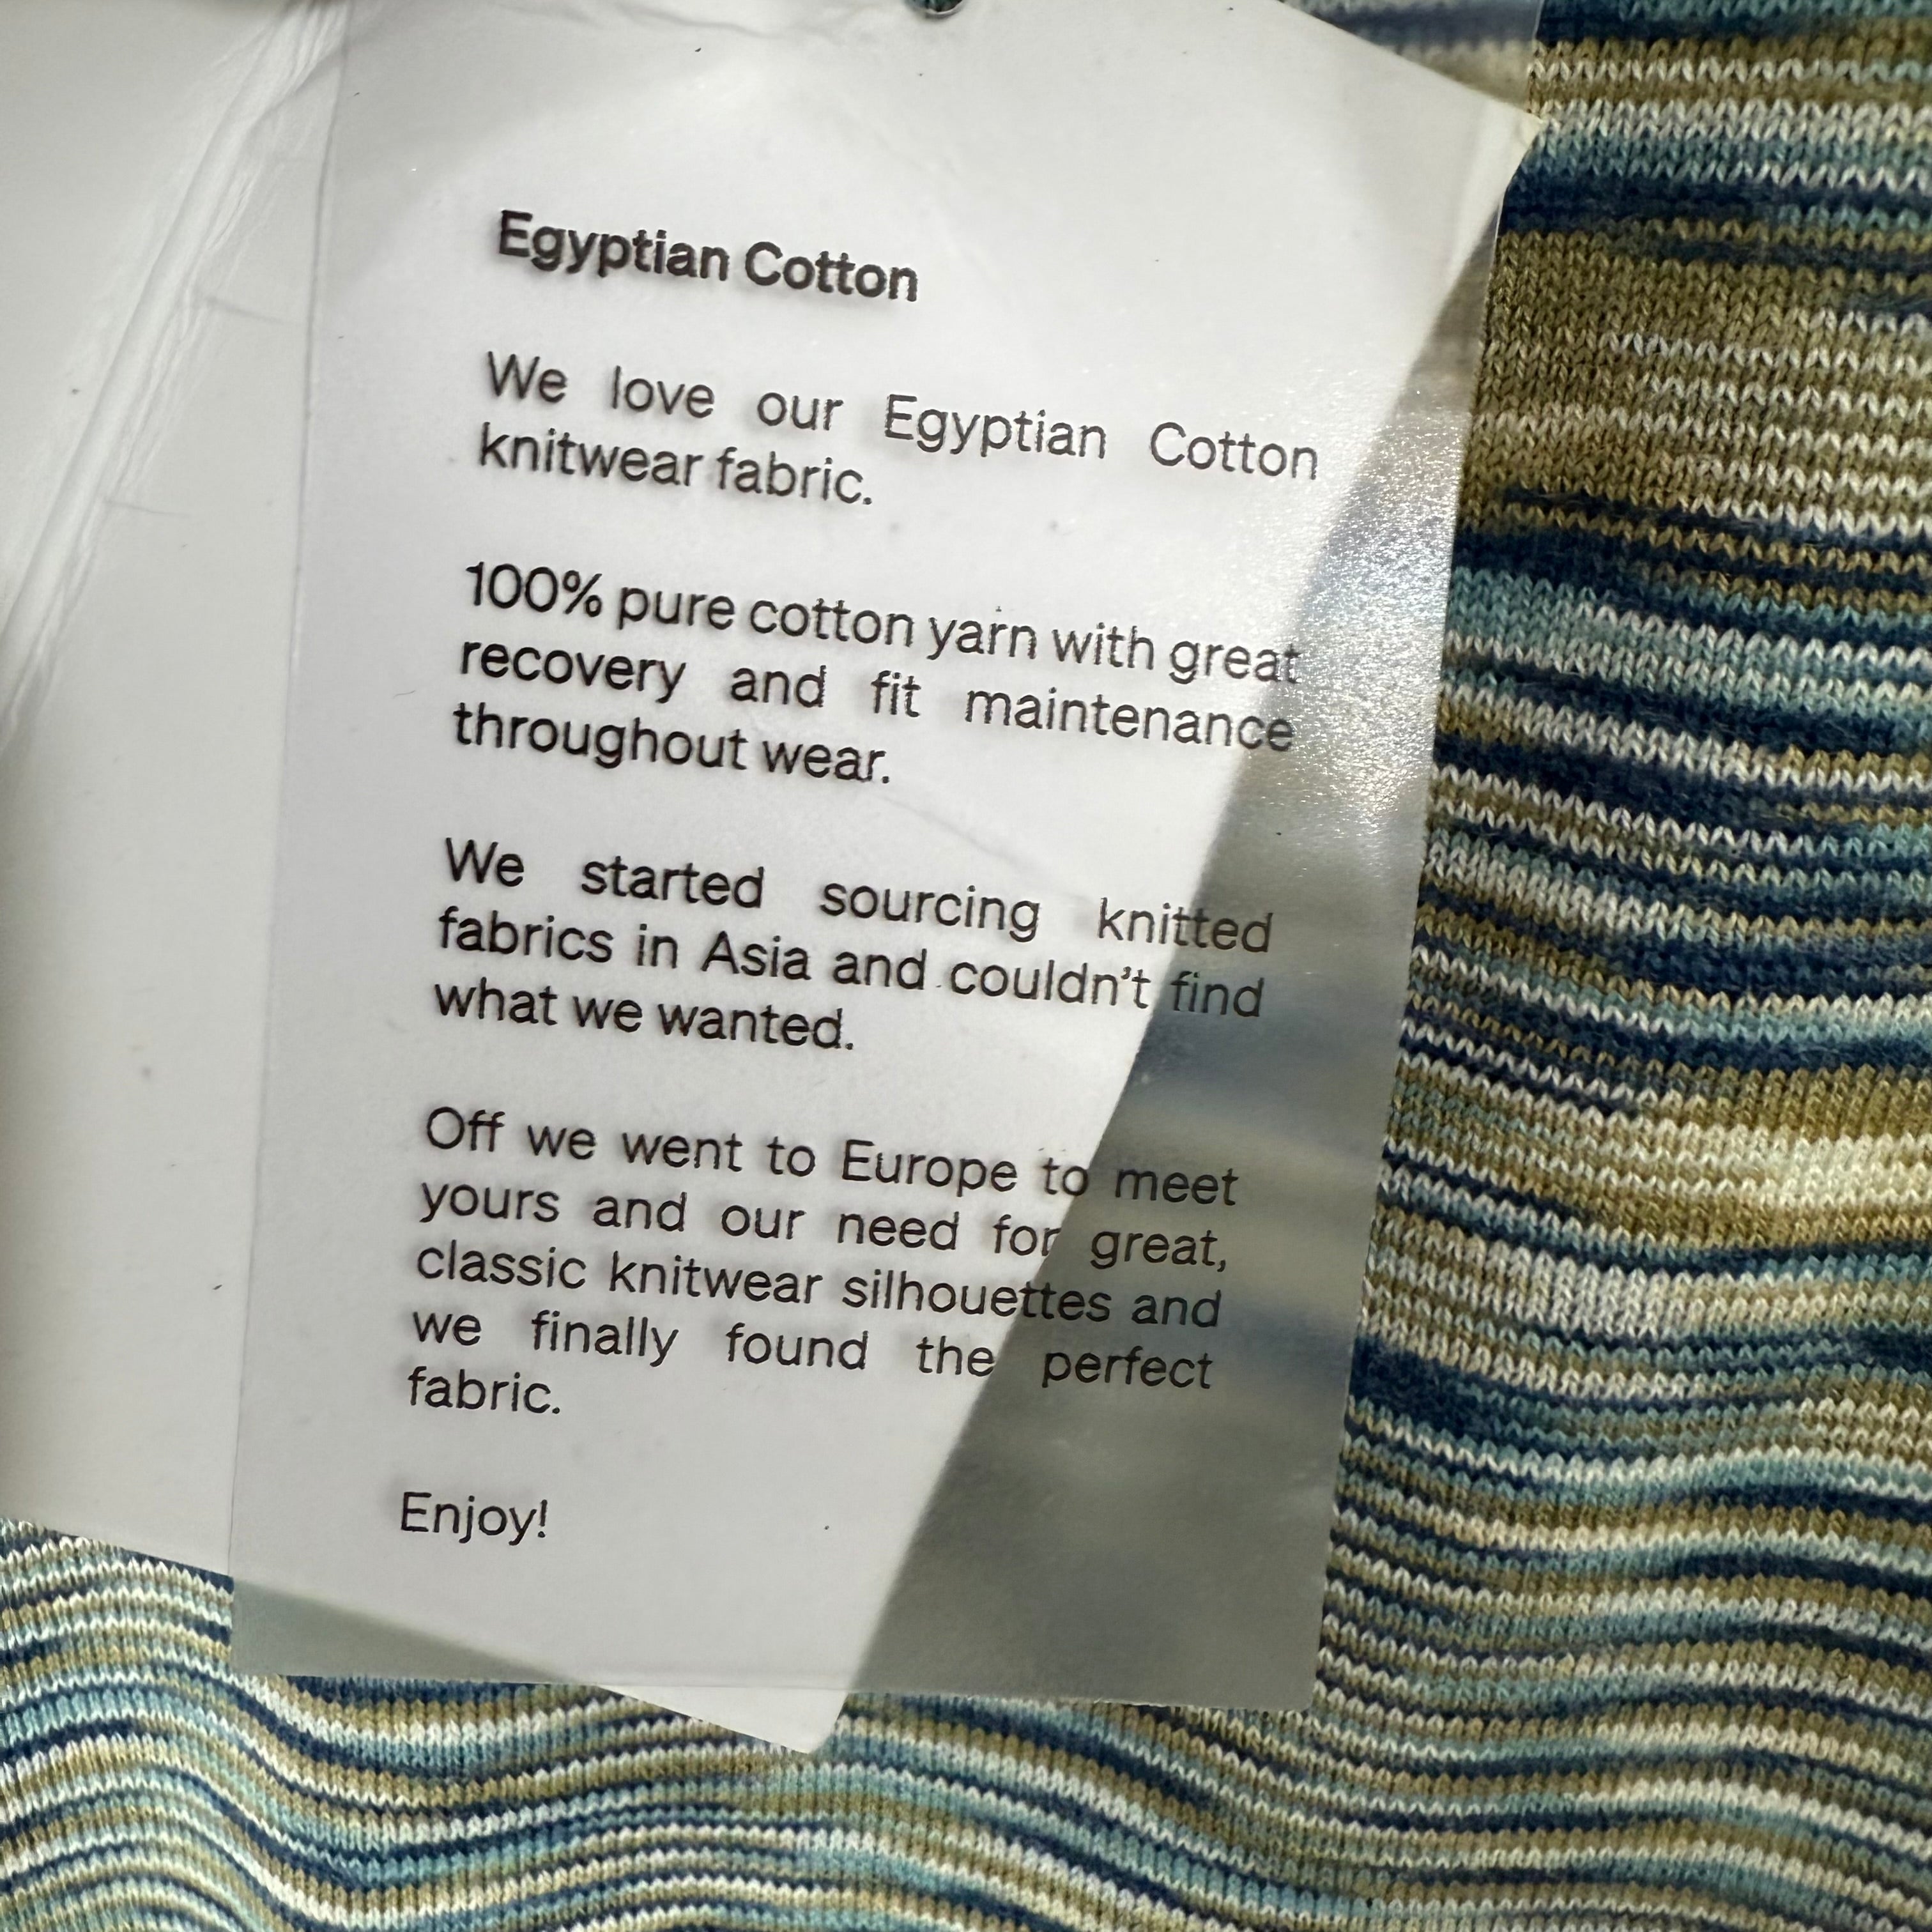 Egyptian Cotton
We love our Egyptian Cotton
knitwear fabric.
100% pure cotton yarn with great
recovery and fit maintenance
throughout wear.
We started sourcing knitted
fabrics in Asia and couldn't find
what we wanted.
Off we went to Europe to meet
yours and our need for great,
classic knitwear silhouettes and
we finally found the perfect
fabric.
Enjoy!